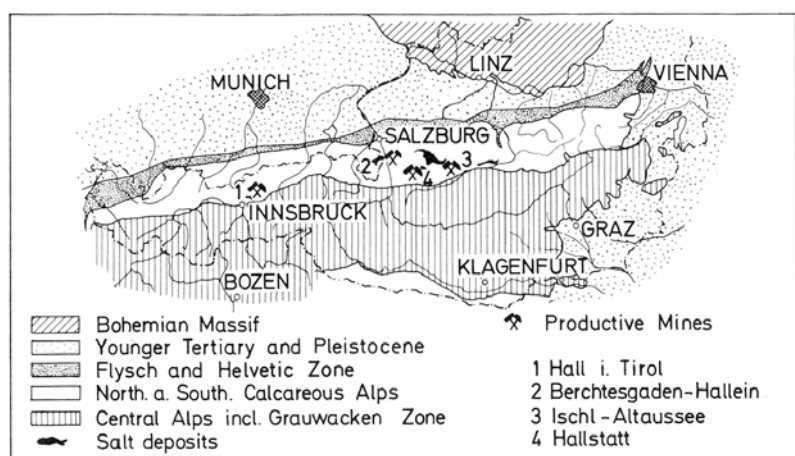 LINZ
MUNICH
VIENNA
SALZBURG
2
3
4
1
INNSBRUCK
GRAZ
BOZEN
KLAGENFURT
Bohemian Massif
Younger Tertiary and Pleistocene
Flysch and Helvetic Zone
North. a. South. Calcareous Alps
Central Alps incl. Grauwacken Zone
Salt deposits
Productive Mines
1 Hall i. Tirol
2 Berchtesgaden-Hallein
3 Ischl-Altaussee
4 Hallstatt